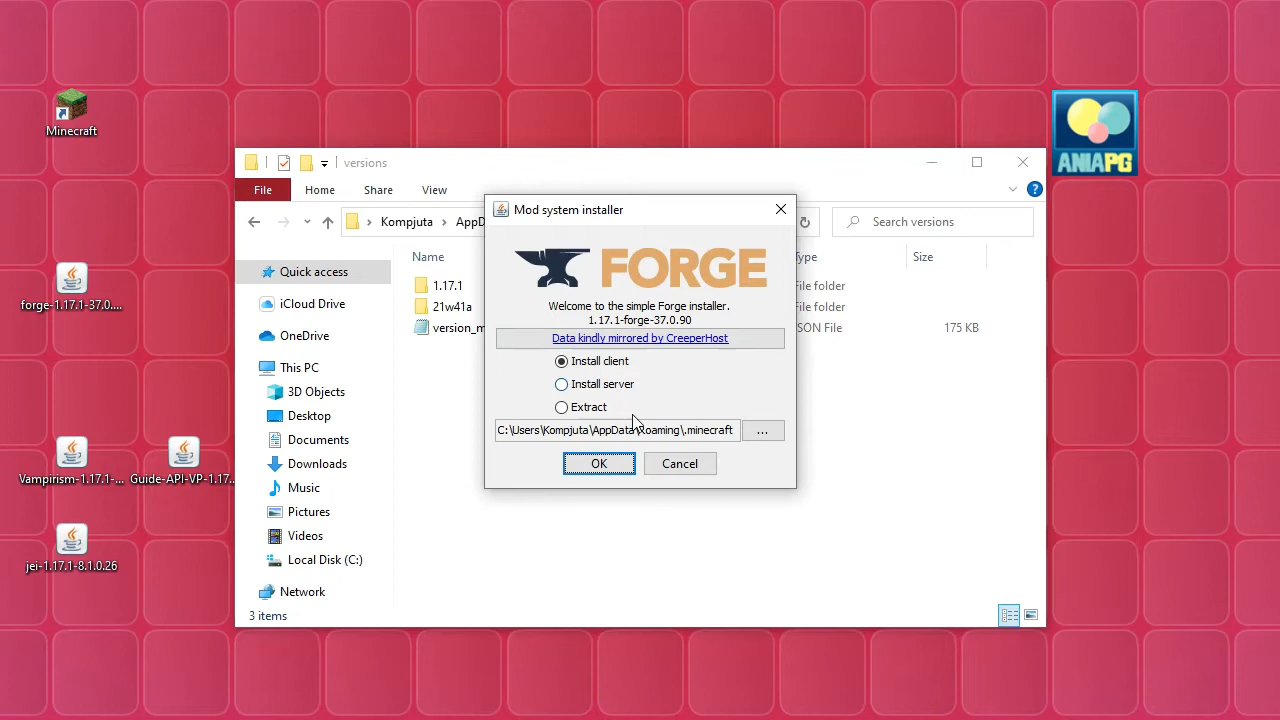 Minecraft
ANIAPG
versions
File
Home
Share
View
Kompjuta
AppD
Search versions
Mod system installer
FORGE
Welcome to the simple Forge installer.
1.17.1-forge-37.0.90
Data kindly mirrored by CreeperHost
Install client
Install server
Extract
C:\Users\Kompjuta\AppData\Roaming\.minecraft
...
OK
Cancel
Name
Type
Size
1.17.1
File folder
21w41a
File folder
version_m
SON File
175 KB
Quick access
iCloud Drive
OneDrive
This PC
3D Objects
Desktop
Documents
Downloads
Music
Pictures
Videos
Local Disk (C:)
Network
3 items
forge-1.17.1-37.0....
Vampirism-1.17.1-...
Guide-API-VP-1.17...
jei-1.17.1-8.1.0.26